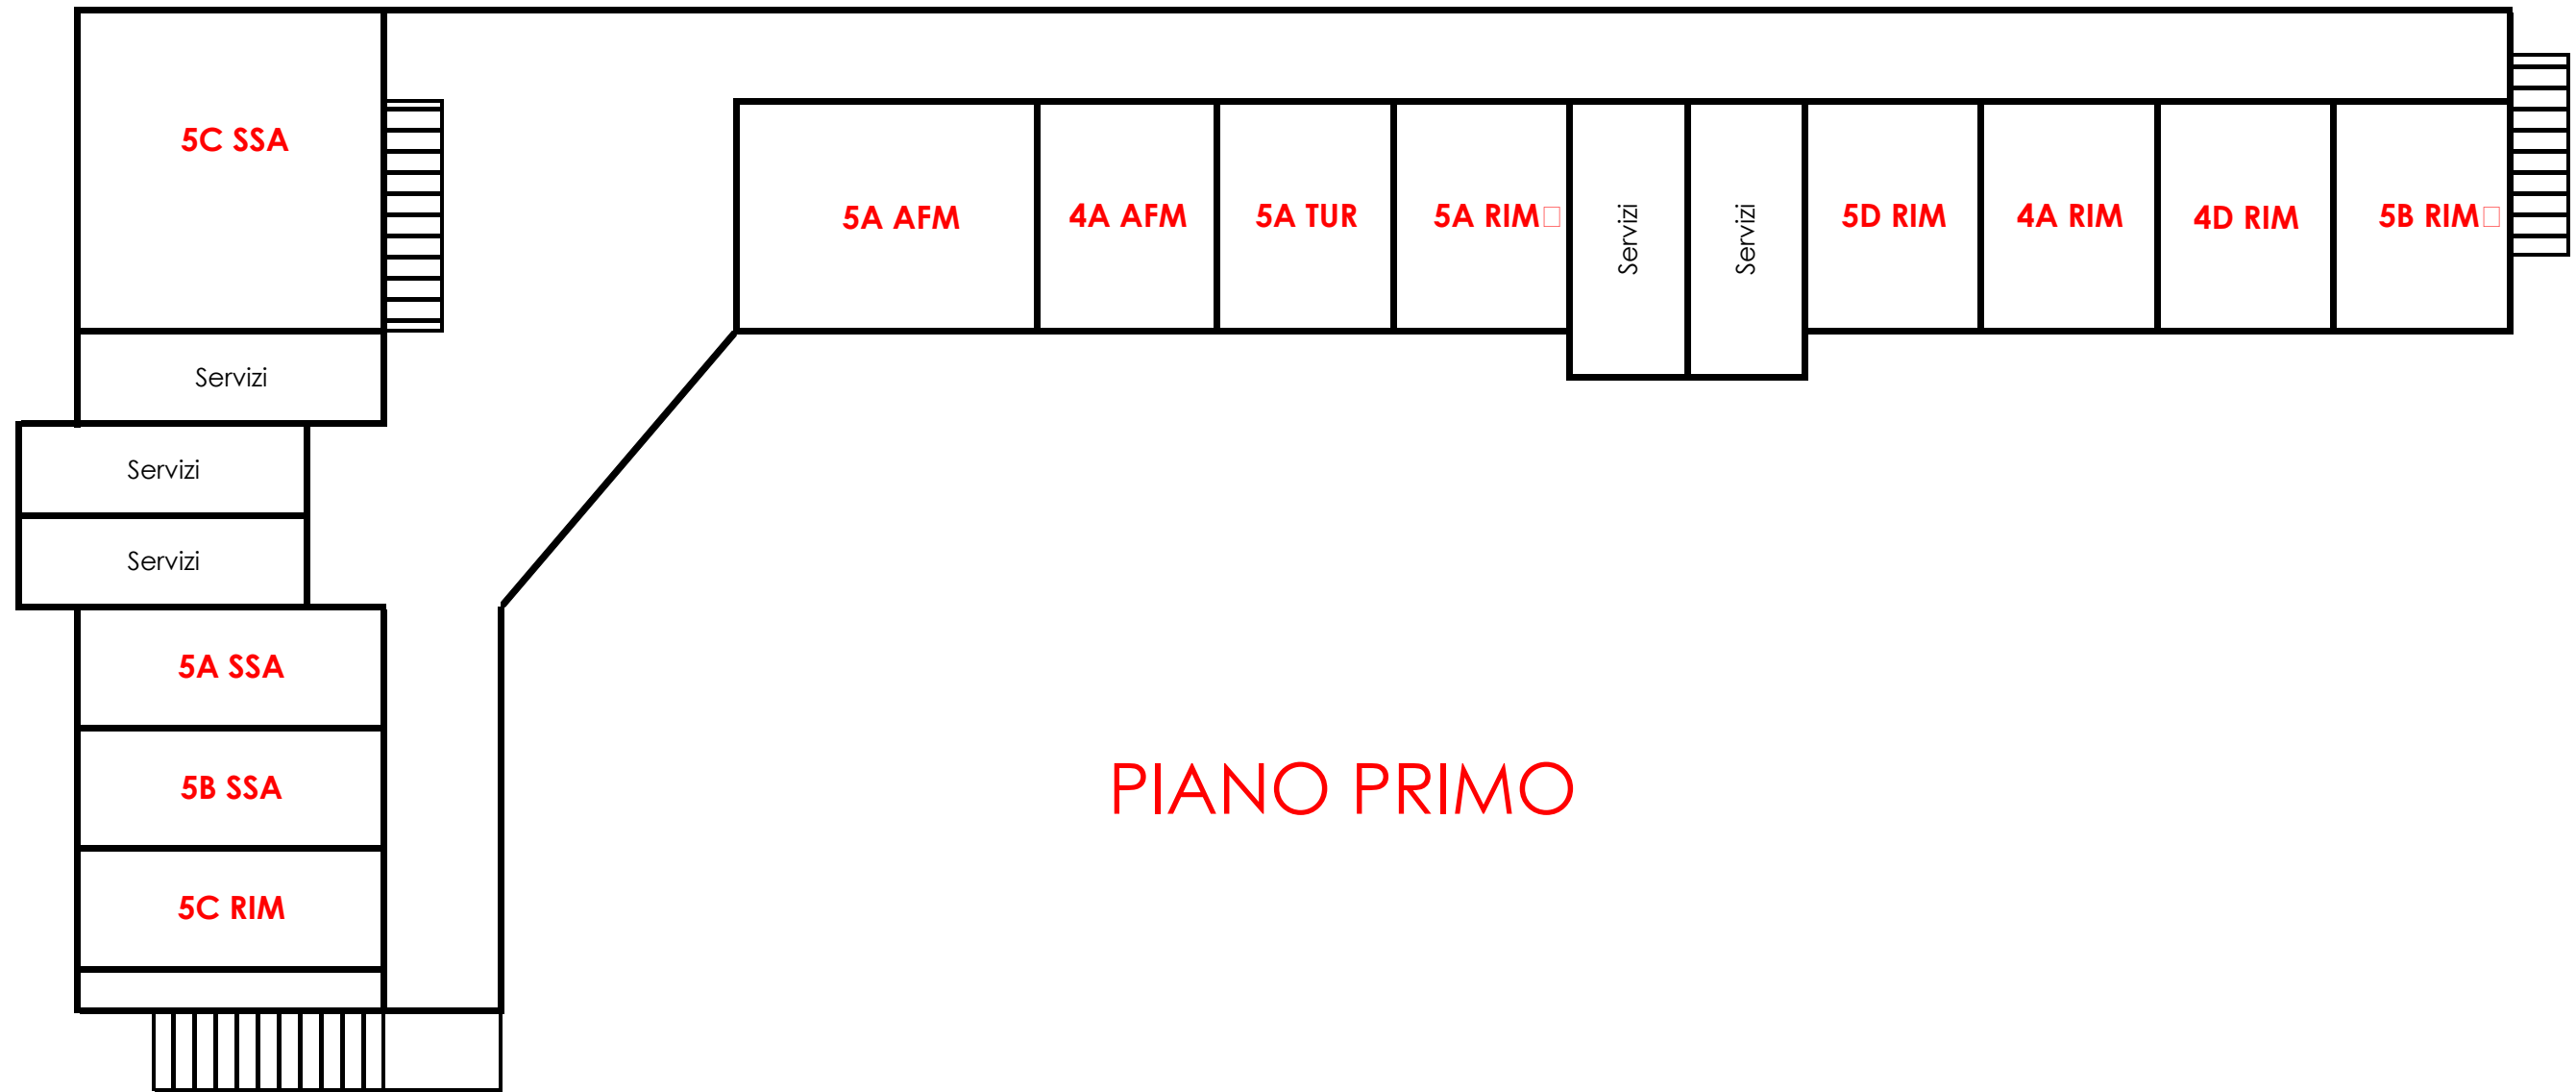 5C SSA
5A AFM
4A AFM
5A TUR
5A RIM
Servizi
Servizi
5D RIM
4A RIM
4D RIM
5B RIM
Servizi
Servizi
Servizi
5A SSA
5B SSA
5C RIM
PIANO PRIMO